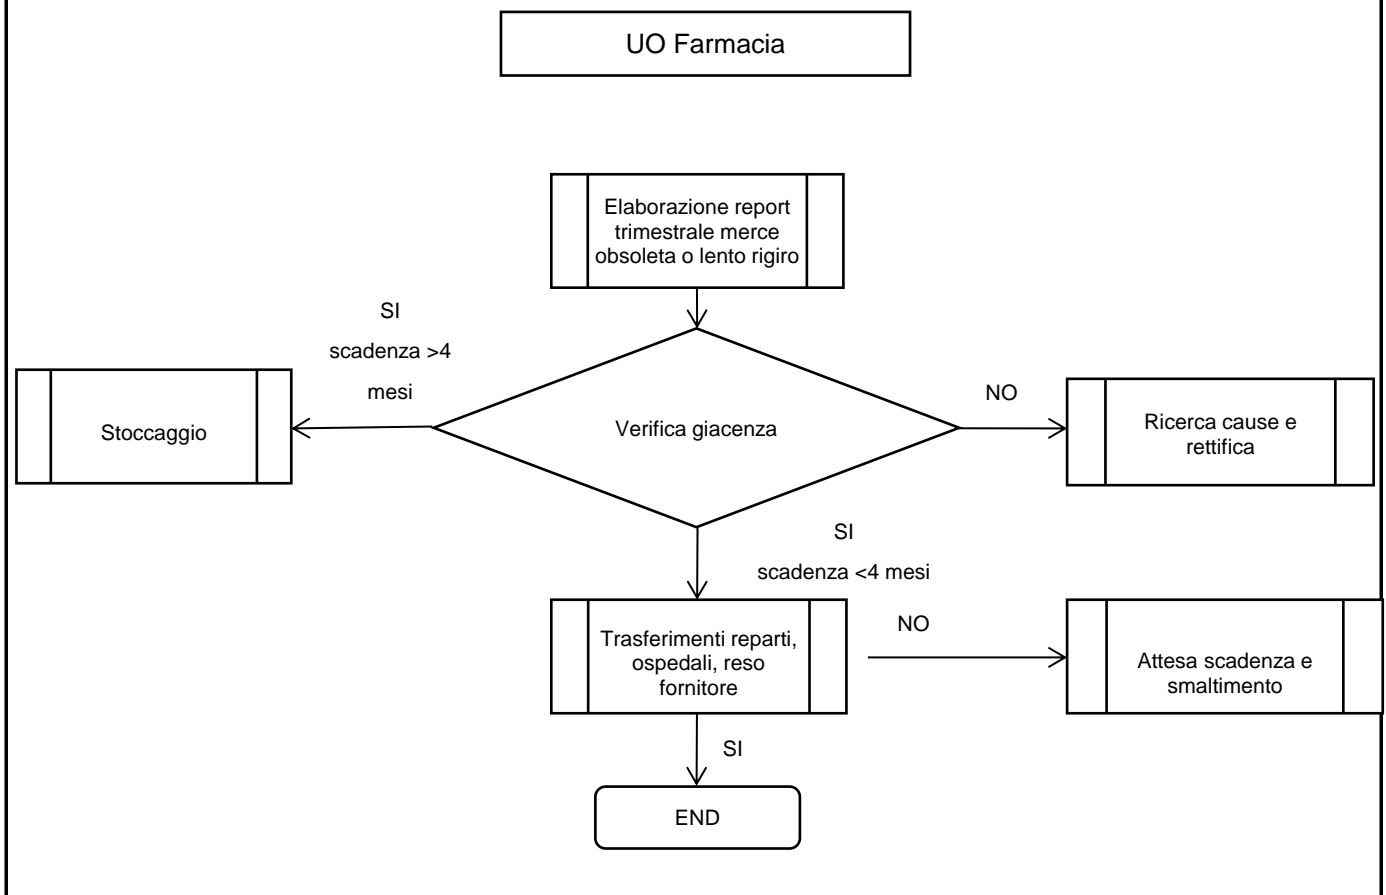 UO Farmacia
Elaborazione report
trimestrale merce
obsoleta o lento rigiro
SI
scadenza >4
mesi
NO
Stoccaggio
Verifica giacenza
Ricerca cause e
rettifica
SI
scadenza <4 mesi
NO
Trasferimenti reparti,
ospedali, reso
fornitore
Attesa scadenza e
smaltimento
SI
END